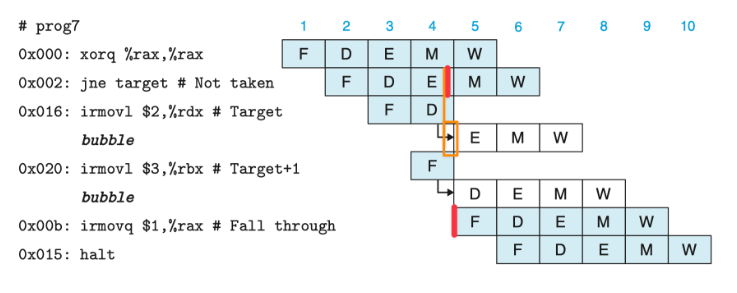 # prog7 1 2 3 4 5 6 7 8 9 10
0x000: xorq %rax,%rax F D E M W
0x002: jne target # Not taken F D E M W
0x016: irmovl $2,%rdx # Target F D
bubble E M W
0x020: irmovl $3,%rbx # Target+1 F
bubble D E M W
0x00b: irmovq $1,%rax # Fall through F D E M W
0x015: halt F D E M W